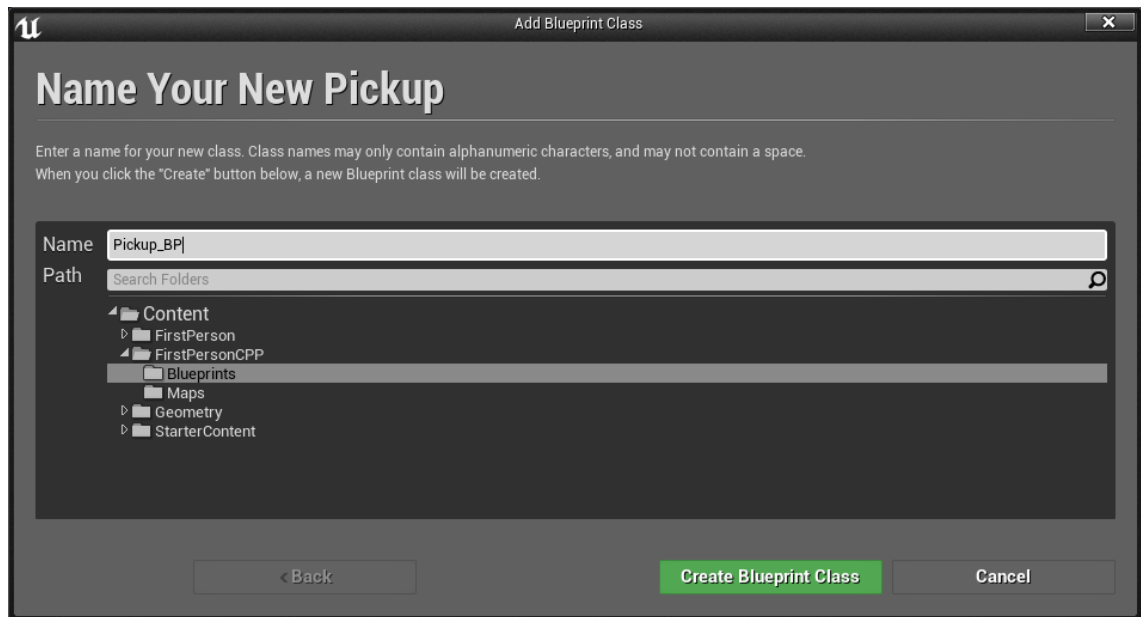 Add Blueprint Class
Name Your New Pickup
Enter a name for your new class. Class names may only contain alphanumeric characters, and may not contain a space.
When you click the "Create" button below, a new Blueprint class will be created.
Name Pickup_BP
Path Search Folders
Content
FirstPerson
FirstPersonCPP
Blueprints
Maps
Geometry
StarterContent
<Back Create Blueprint Class Cancel